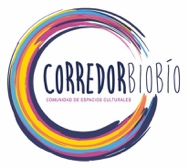 CORREDORBIOBÍO
COMUNIDAD DE ESPACIOS CULTURALES